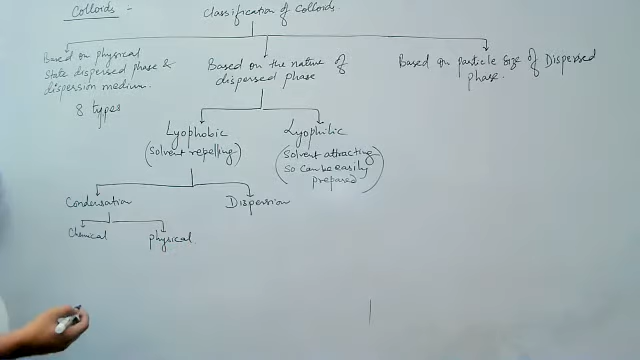 Colloids -
Classification of Colloids.
Based on physical
State dispersed phase &
dispersion medium.
8 types
Based on the nature of
dispersed phase
Based on particle size of Dispersed
phase.
Lyophobic
(Solvent repelling)
Lyophilic
(Solvent attracting
so can be easily
prepared)
Condensation
Dispersion
Chemical
physical